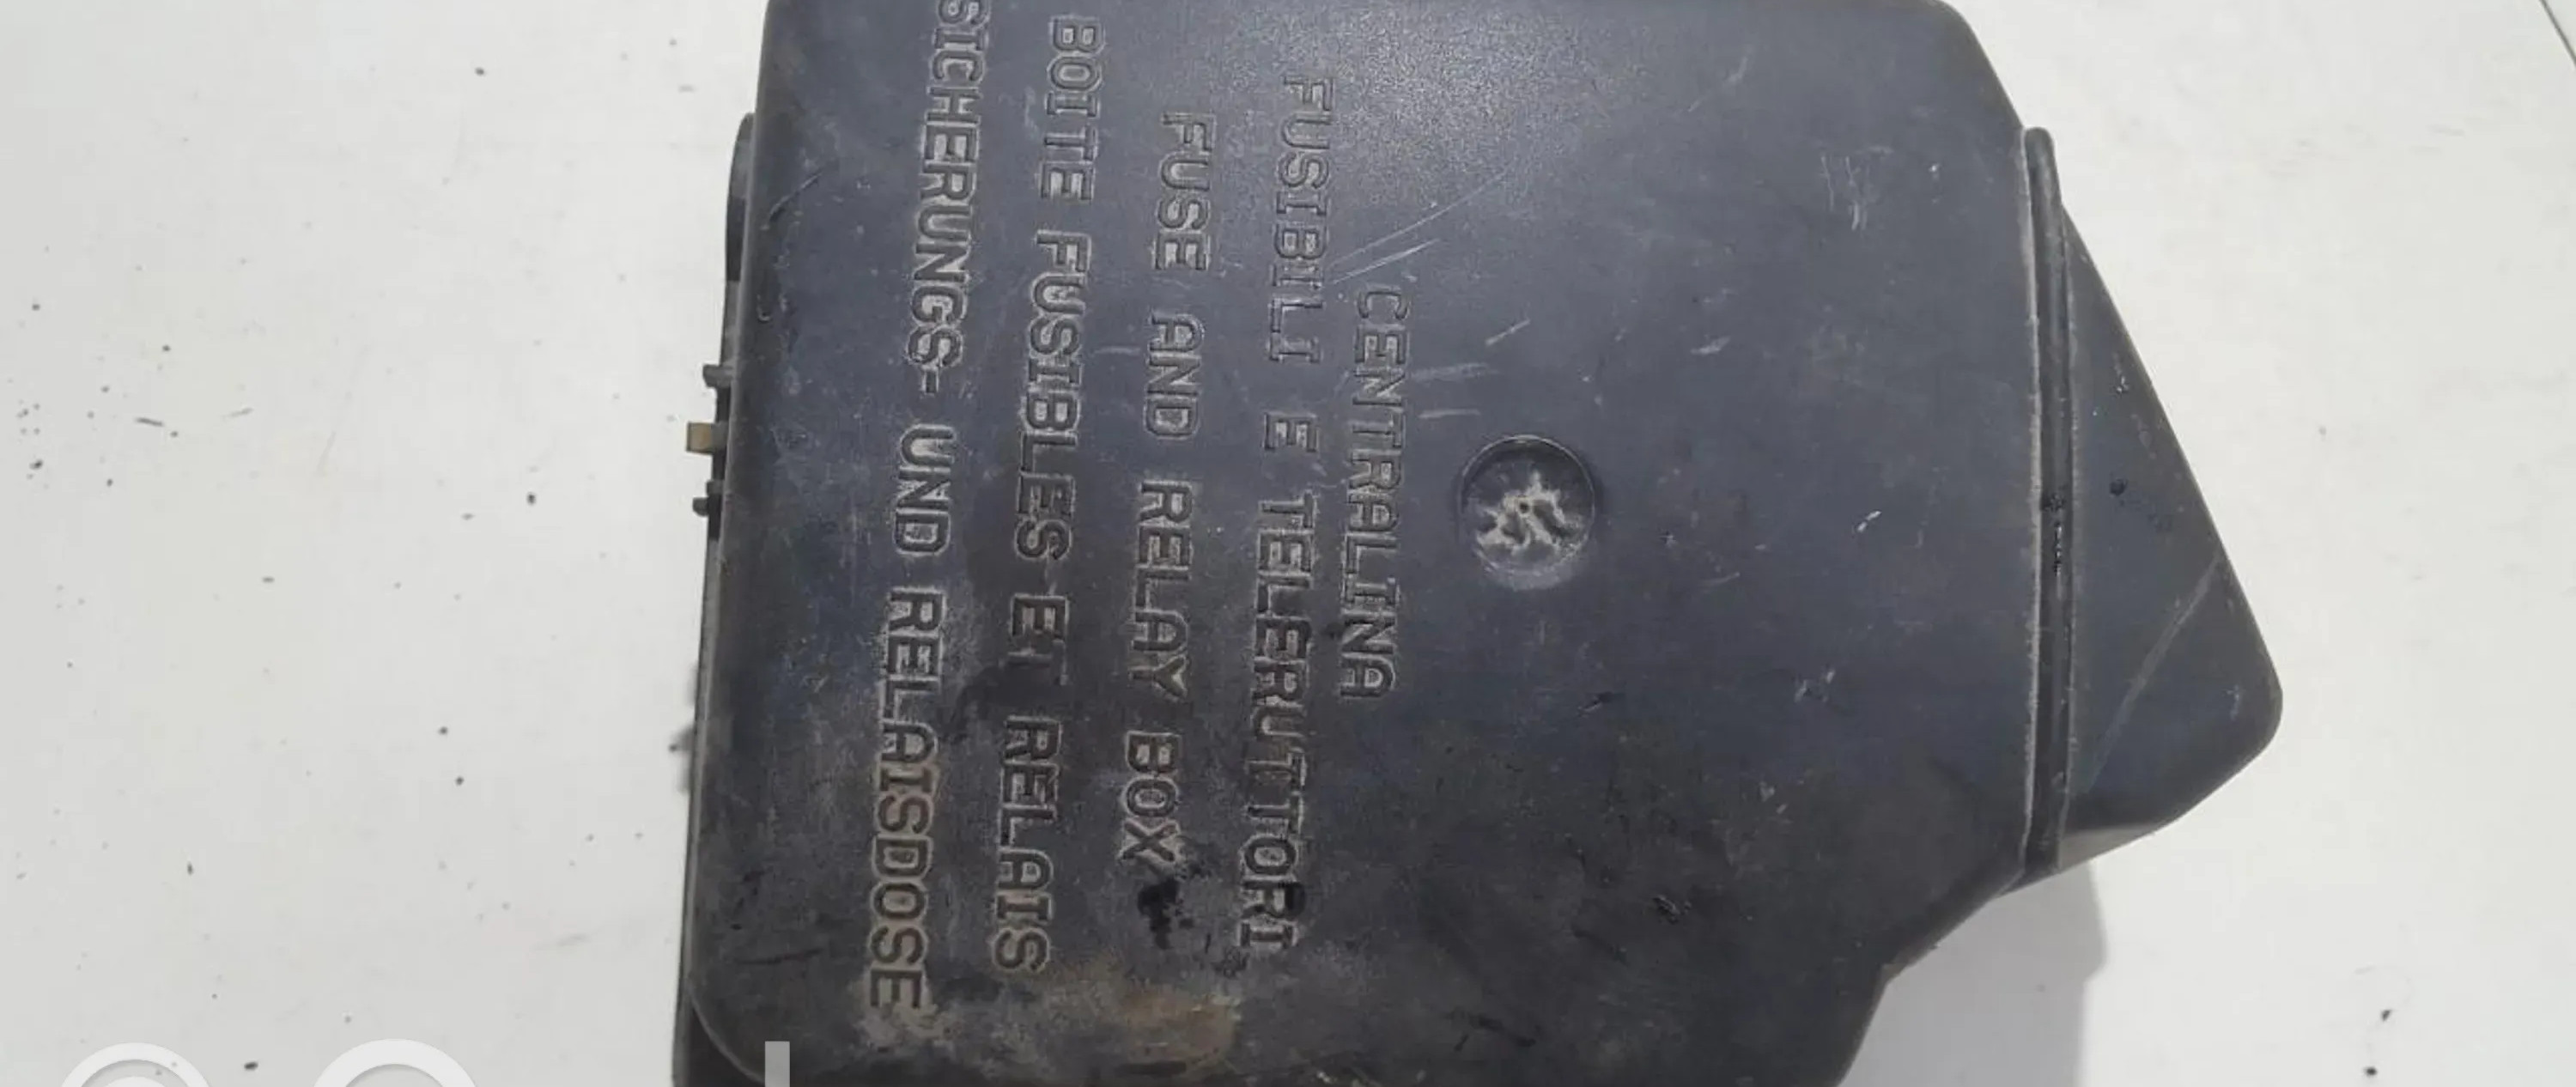 CENTRALINA
FUSIBILI E TELERUTTORI
FUSE AND RELAY BOX
BOITE FUSIBLES ET RELAIS
SICHERUNGS- UND RELAISDOSE